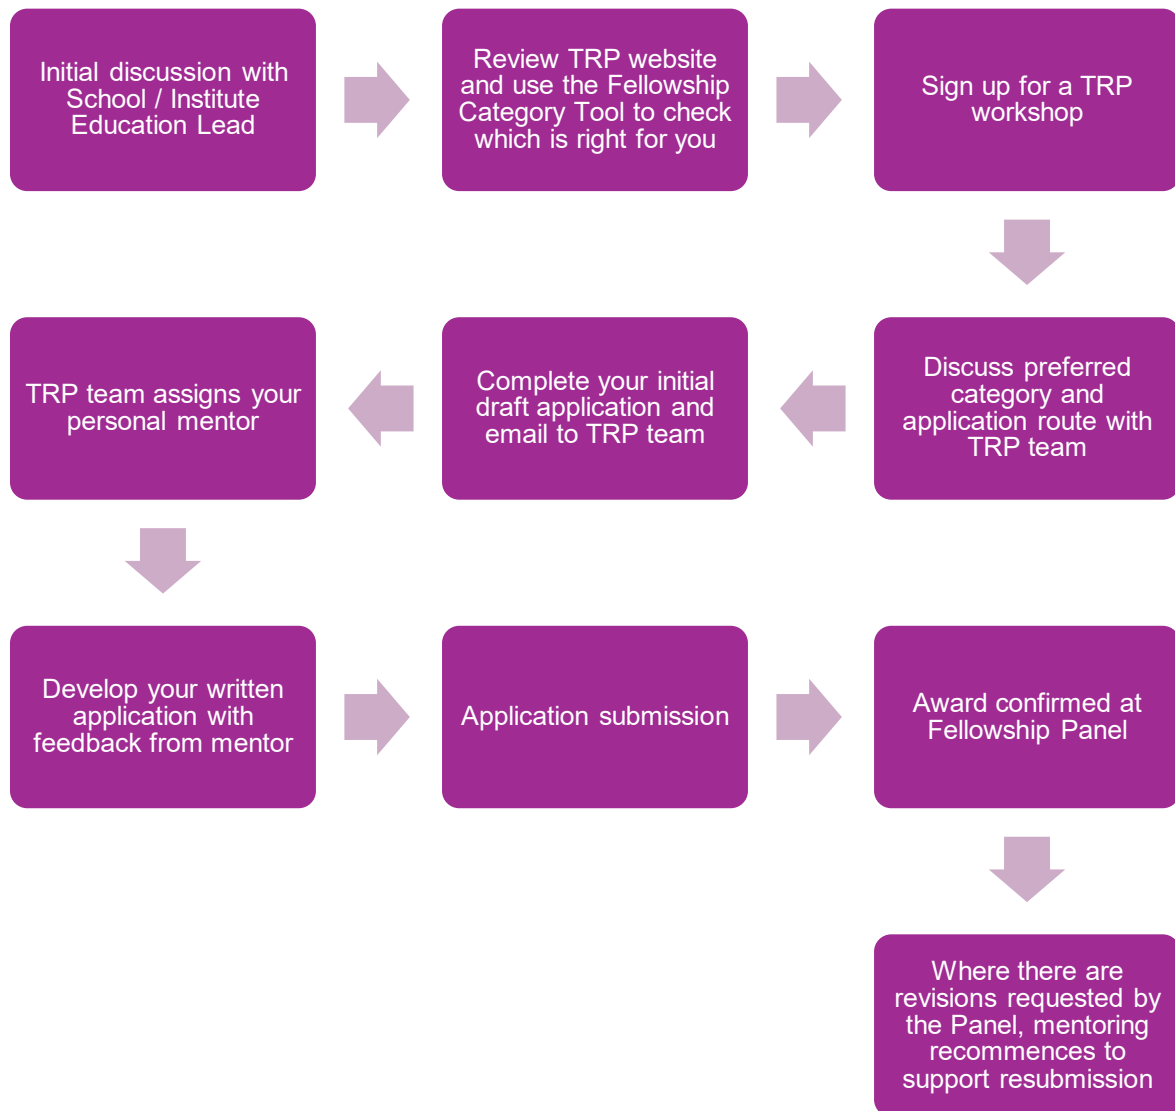 Initial discussion with
School / Institute
Education Lead
Review TRP website
and use the Fellowship
Category Tool to check
which is right for you
Sign up for a TRP
workshop
Discuss preferred
category and
application route with
TRP team
Complete your initial
draft application and
email to TRP team
TRP team assigns your
personal mentor
Develop your written
application with
feedback from mentor
Application submission
Award confirmed at
Fellowship Panel
Where there are
revisions requested by
the Panel, mentoring
recommences to
support resubmission